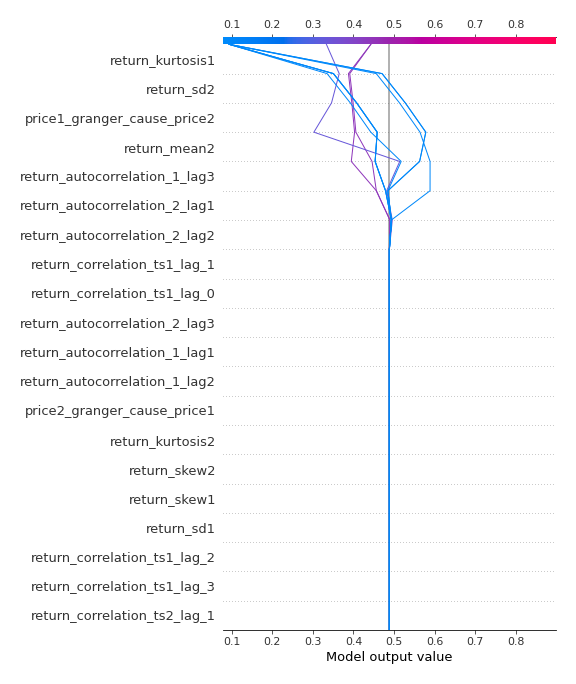 0.1 0.2 0.3 0.4 0.5 0.6 0.7 0.8
return_kurtosis1
return_sd2
price1_granger_cause_price2
return_mean2
return_autocorrelation_1_lag3
return_autocorrelation_2_lag1
return_autocorrelation_2_lag2
return_correlation_ts1_lag_1
return_correlation_ts1_lag_0
return_autocorrelation_2_lag3
return_autocorrelation_1_lag1
return_autocorrelation_1_lag2
price2_granger_cause_price1
return_kurtosis2
return_skew2
return_skew1
return_sd1
return_correlation_ts1_lag_2
return_correlation_ts1_lag_3
return_correlation_ts2_lag_1
0.1 0.2 0.3 0.4 0.5 0.6 0.7 0.8
Model output value